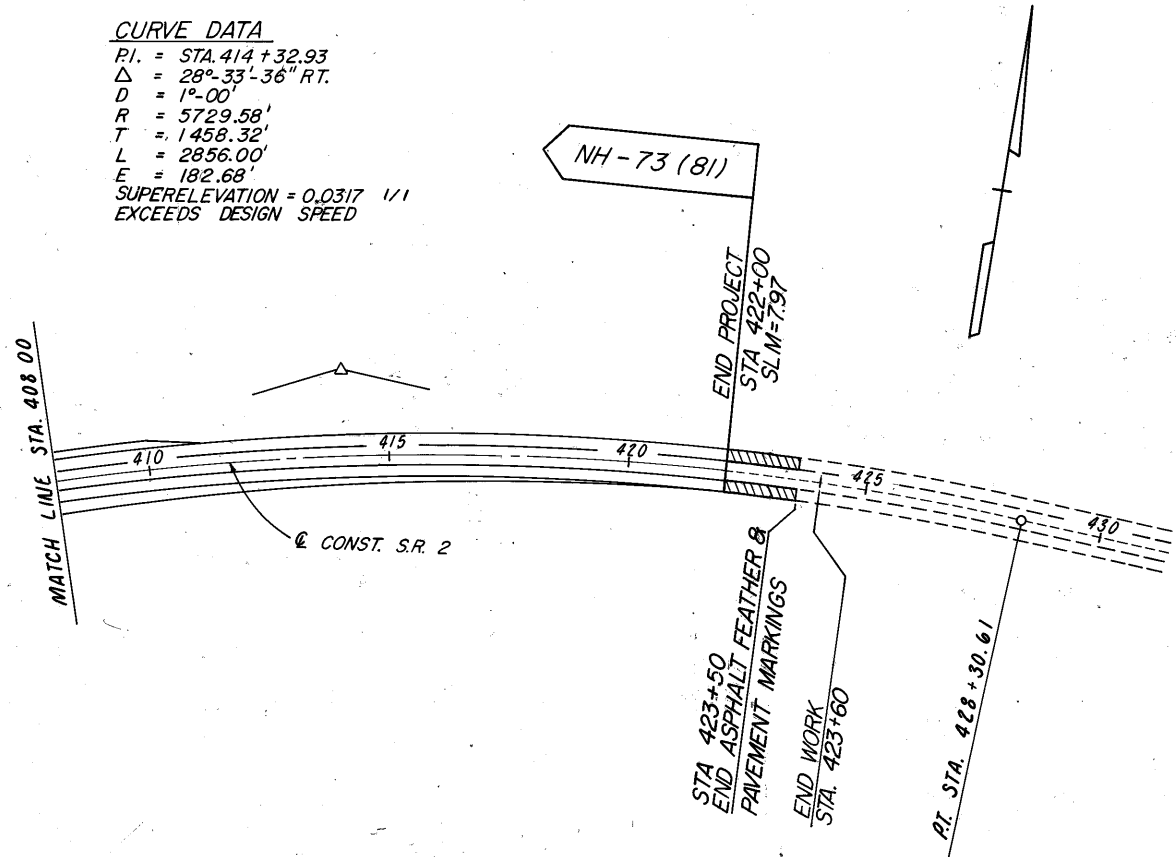 CURVE DATA
P.I. = STA. 414 + 32.93
△ = 28°-33'-36" RT.
D = 1°-00'
R = 5729.58'
T = 1458.32'
L = 2856.00'
E = 182.68'
SUPERELEVATION = 0.0317 1/1
EXCEEDS DESIGN SPEED
NH - 73 (81)
END PROJECT
STA 422+00
SLM=7.97
MATCH LINE STA. 408 00
410
415
420
425
430
℄ CONST. S.R. 2
STA 423+50
END ASPHALT FEATHER &
PAVEMENT MARKINGS
END WORK
STA. 423+60
P.T. STA. 428 + 30.61